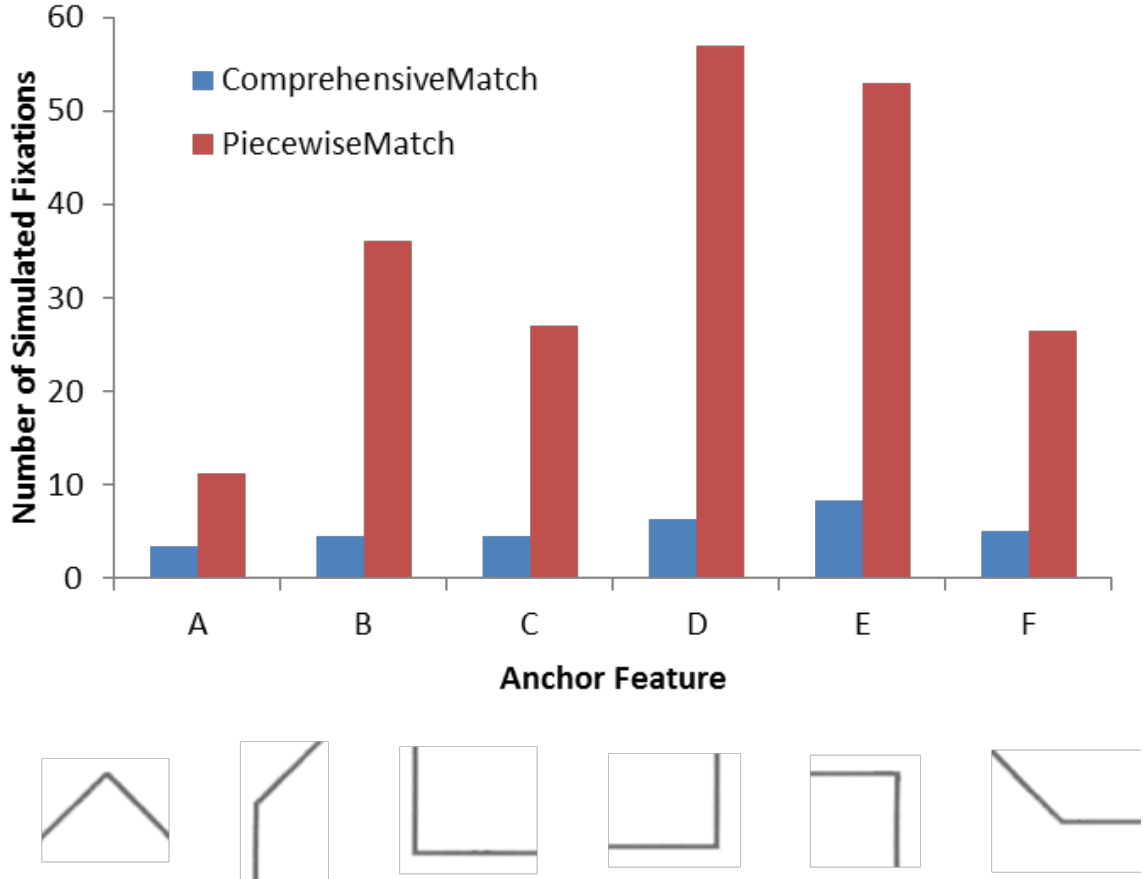 60
50
40
30
20
10
0
Number of Simulated Fixations
ComprehensiveMatch
PiecewiseMatch
A B C D E F
Anchor Feature